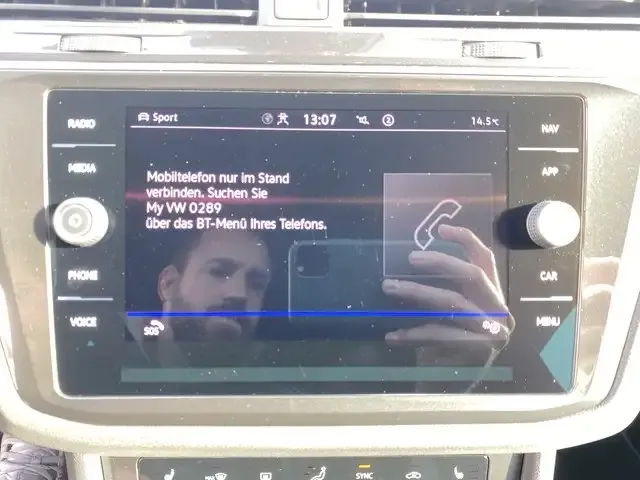 Sport 13:07 2 14.5°C
RADIO
MEDIA
PHONE
VOICE
Mobiltelefon nur im Stand
verbinden. Suchen Sie
My VW 0289
über das BT-Menü Ihres Telefons.
SOS
NAV
APP
CAR
MENU
SYNC